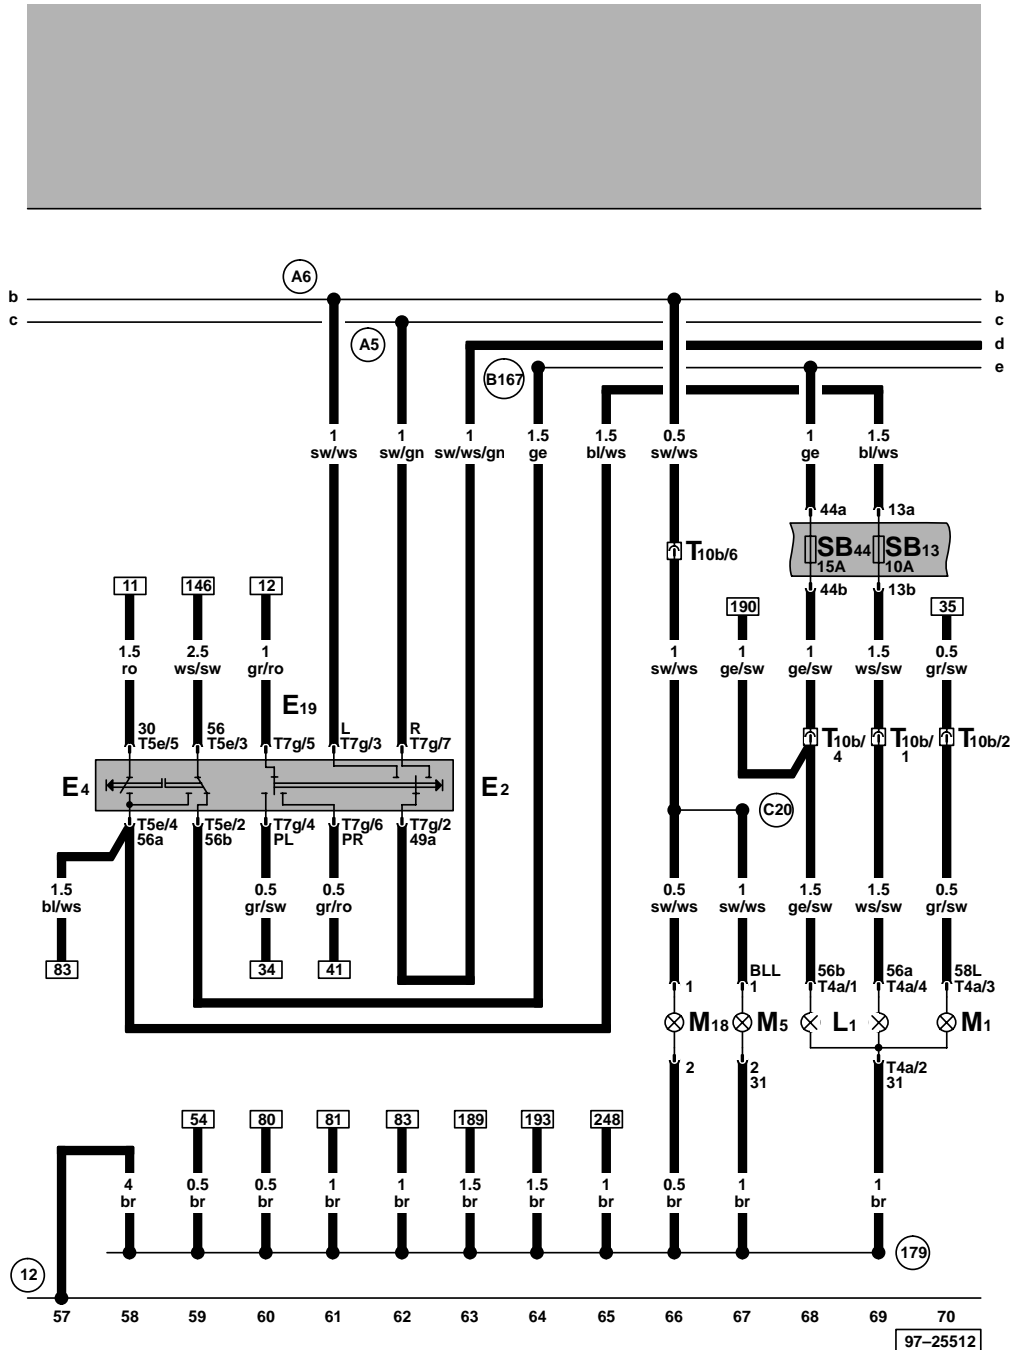 A6
b b
c c
A5
d
B167
e
1 1 1 1.5 1.5 0.5 1 1.5
sw/ws sw/gn sw/ws/gn ge bl/ws sw/ws ge bl/ws
44a 13a
SB44 SB13
15A 10A
T10b/6
44b 13b
11 146 12
190 35
1.5 2.5 1 1 1 1 1.5 0.5
ro ws/sw gr/ro sw/ws ge/sw ge/sw ws/sw gr/sw
E19
30 56 L R
T5e/5 T5e/3 T7g/5 T7g/3 T7g/7
T10b/ T10b/ T10b/2
4 1
E4 E2
C20
T5e/4 T5e/2 T7g/4 T7g/6 T7g/2
56a 56b PL PR 49a
1.5 0.5 0.5 0.5 1 1.5 1.5 0.5
bl/ws gr/sw gr/ro sw/ws sw/ws ge/sw ws/sw gr/sw
83 34 41
BLL 56b 56a 58L
1 1 T4a/1 T4a/4 T4a/3
M18 M5 L1 M1
2 2 T4a/2
31 31
54 80 81 83 189 193 248
4 0.5 0.5 1 1 1.5 1.5 1 0.5 1 1
br br br br br br br br br br br
179
12
57 58 59 60 61 62 63 64 65 66 67 68 69 70
97–25512